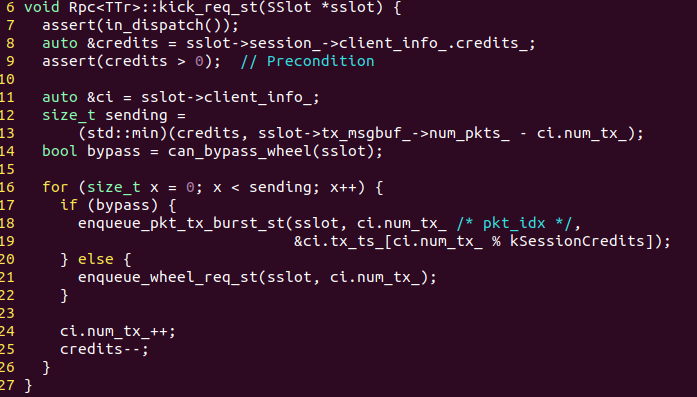 6 void Rpc<TTr>::kick_req_st(SSlot *sslot) {
7   assert(in_dispatch());
8   auto &credits = sslot->session_->client_info_.credits_;
9   assert(credits > 0);  // Precondition
10
11   auto &ci = sslot->client_info_;
12   size_t sending =
13       (std::min)(credits, sslot->tx_msgbuf_->num_pkts_ - ci.num_tx_);
14   bool bypass = can_bypass_wheel(sslot);
15
16   for (size_t x = 0; x < sending; x++) {
17     if (bypass) {
18       enqueue_pkt_tx_burst_st(sslot, ci.num_tx_ /* pkt_idx */,
19                               &ci.tx_ts_[ci.num_tx_ % kSessionCredits]);
20     } else {
21       enqueue_wheel_req_st(sslot, ci.num_tx_);
22     }
23
24     ci.num_tx_++;
25     credits--;
26   }
27 }